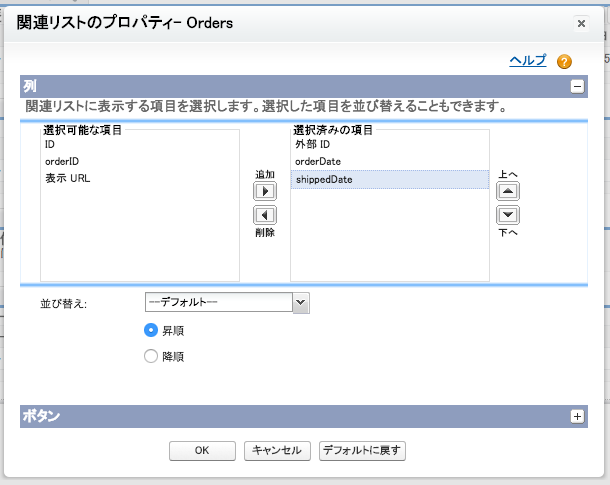 関連リストのプロパティ- Orders
ヘルプ
列
関連リストに表示する項目を選択します。選択した項目を並び替えることもできます。
選択可能な項目
ID
orderID
表示 URL
追加
削除
選択済みの項目
外部 ID
orderDate
shippedDate
上へ
下へ
並び替え:
--デフォルト--
昇順
降順
ボタン
OK
キャンセル
デフォルトに戻す